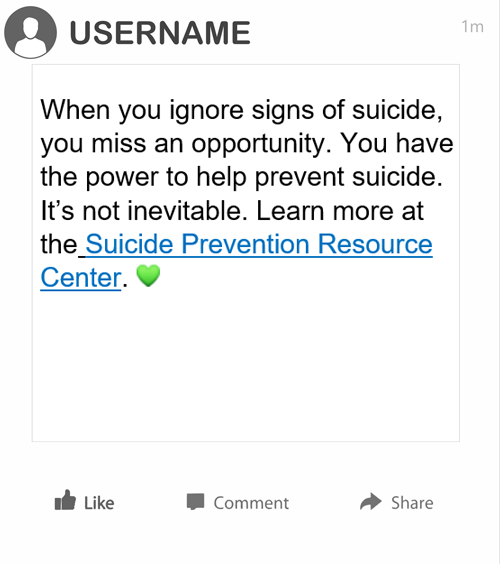 USERNAME
1m
When you ignore signs of suicide,
you miss an opportunity. You have
the power to help prevent suicide.
It’s not inevitable. Learn more at
the Suicide Prevention Resource
Center. 💚
Like
Comment
Share